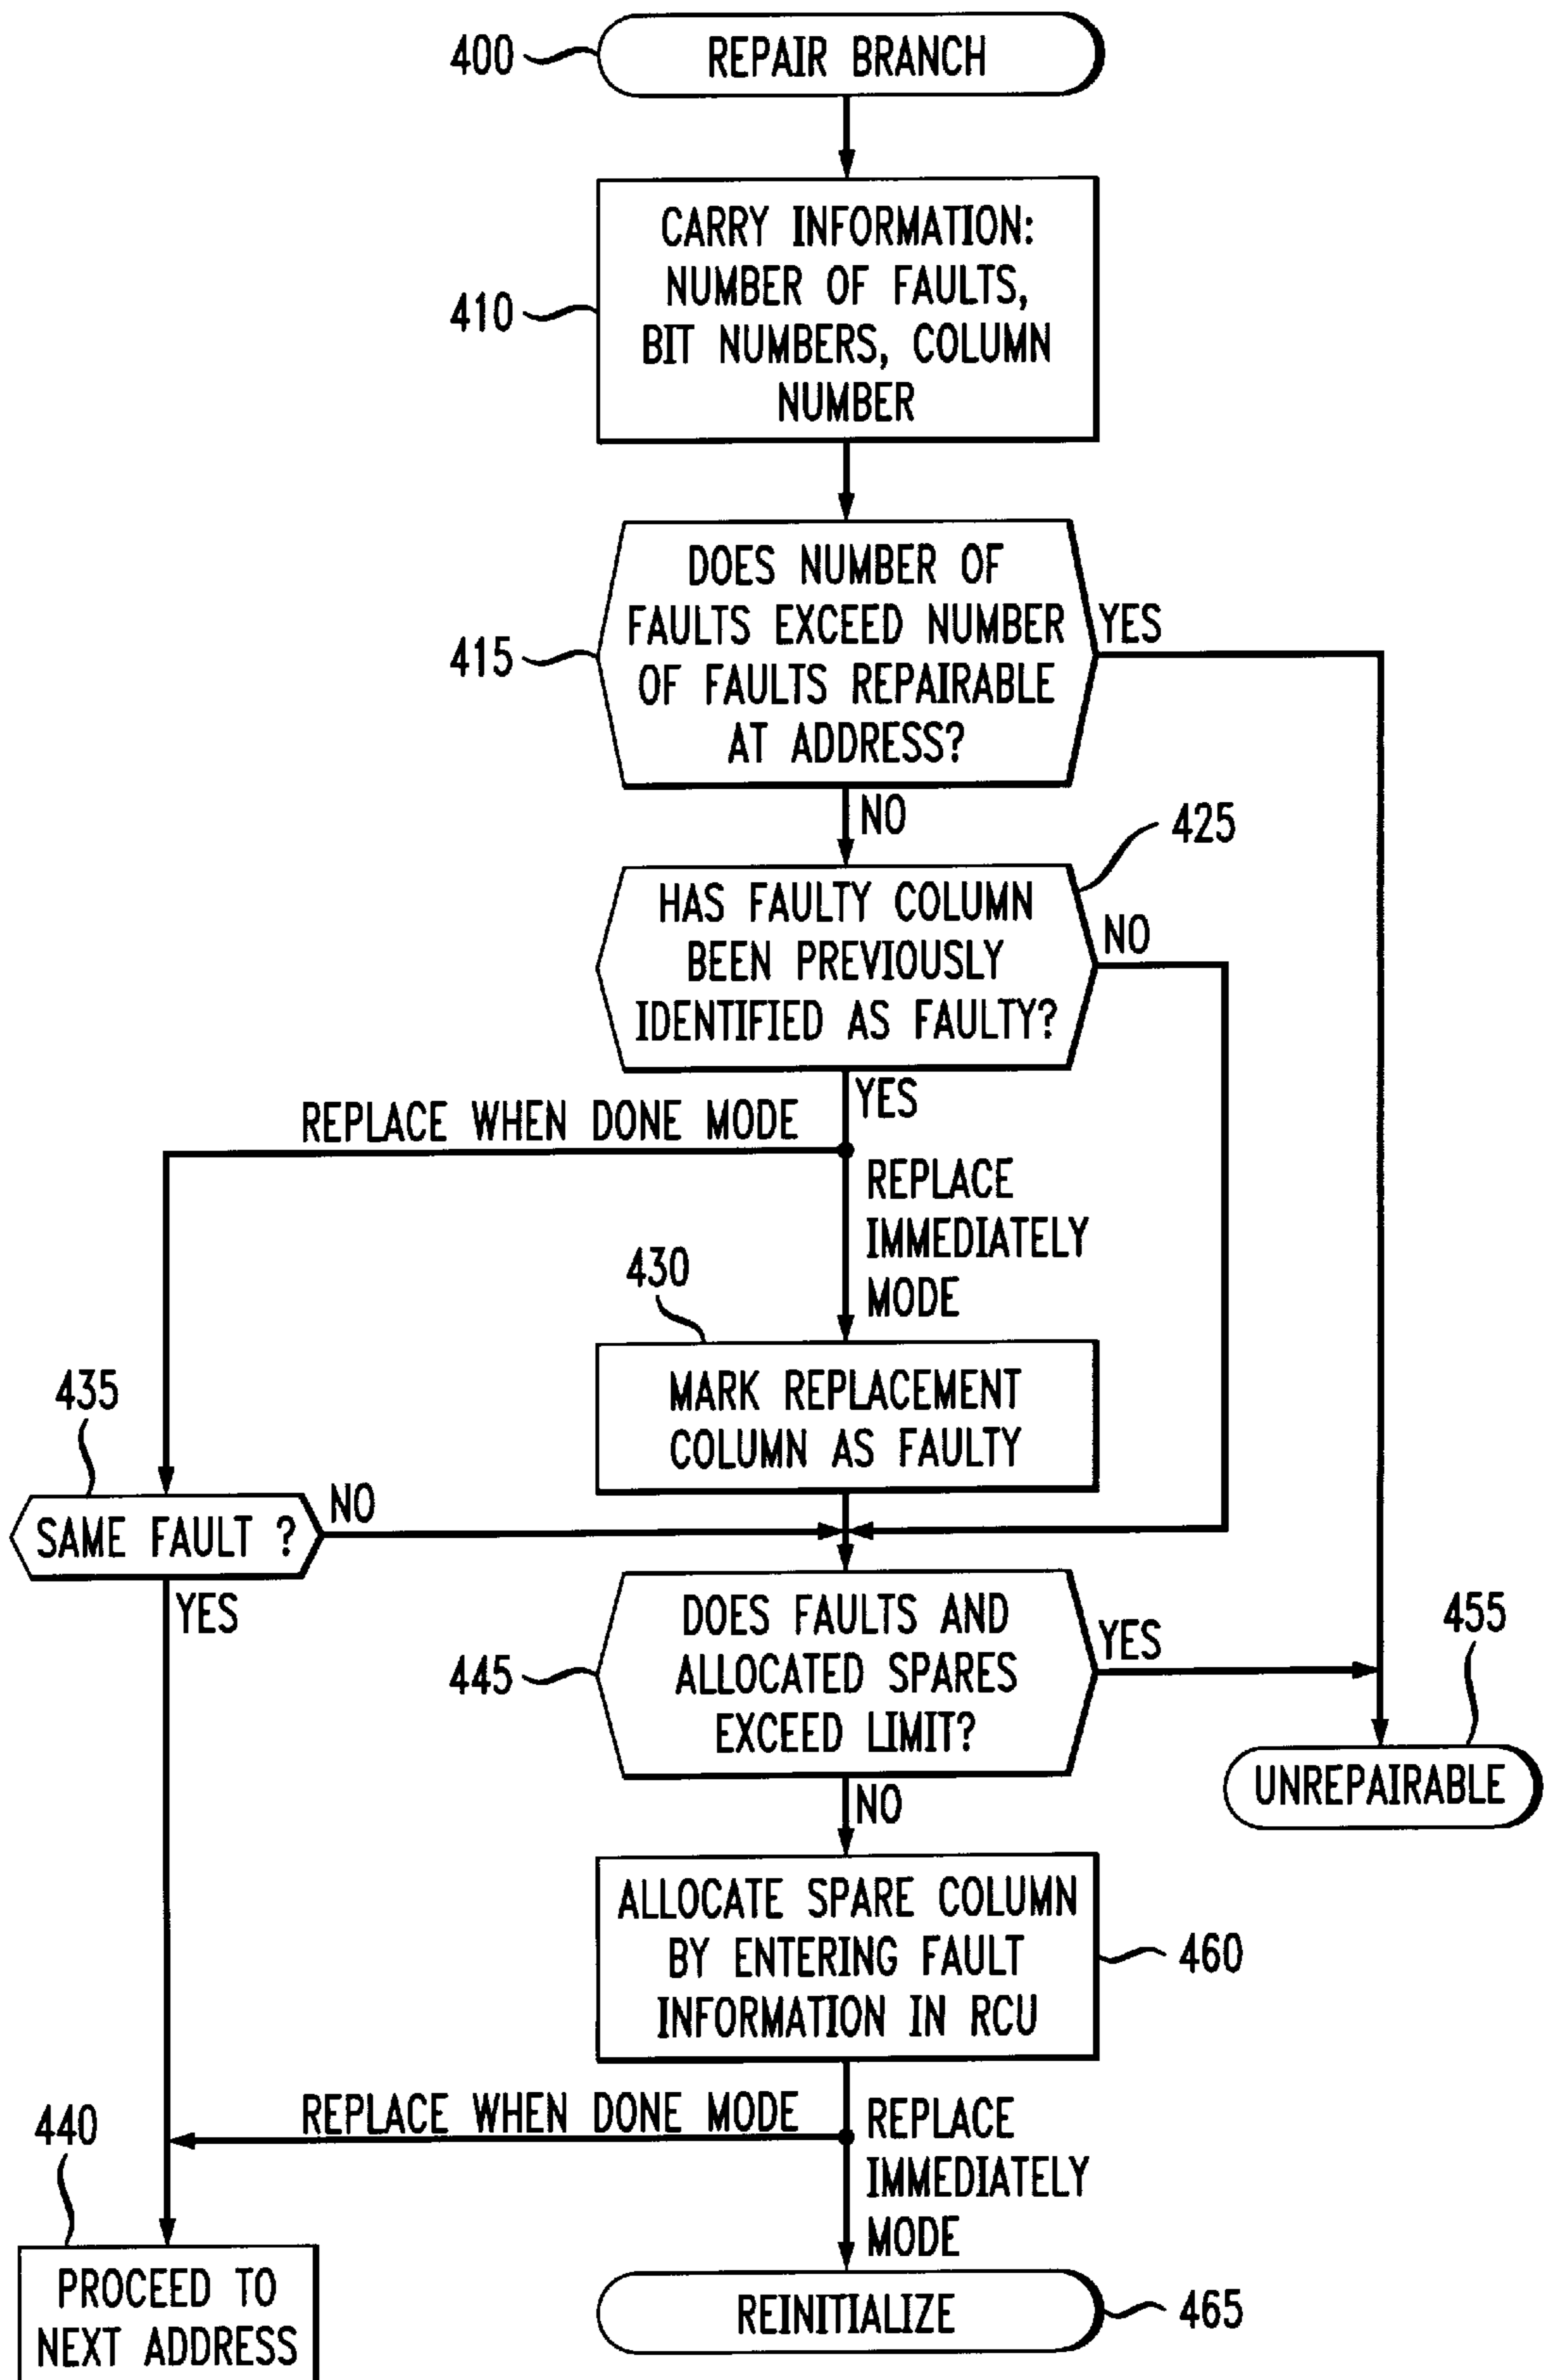 400
REPAIR BRANCH
410
CARRY INFORMATION:
NUMBER OF FAULTS,
BIT NUMBERS, COLUMN
NUMBER
415
DOES NUMBER OF
FAULTS EXCEED NUMBER
OF FAULTS REPAIRABLE
AT ADDRESS?
YES
NO
425
HAS FAULTY COLUMN
BEEN PREVIOUSLY
IDENTIFIED AS FAULTY?
NO
YES
REPLACE WHEN DONE MODE
REPLACE
IMMEDIATELY
MODE
430
MARK REPLACEMENT
COLUMN AS FAULTY
435
SAME FAULT ?
NO
YES
445
DOES FAULTS AND
ALLOCATED SPARES
EXCEED LIMIT?
YES
455
UNREPAIRABLE
NO
ALLOCATE SPARE COLUMN
BY ENTERING FAULT
INFORMATION IN RCU
460
REPLACE WHEN DONE MODE
REPLACE
IMMEDIATELY
MODE
440
PROCEED TO
NEXT ADDRESS
REINITIALIZE
465